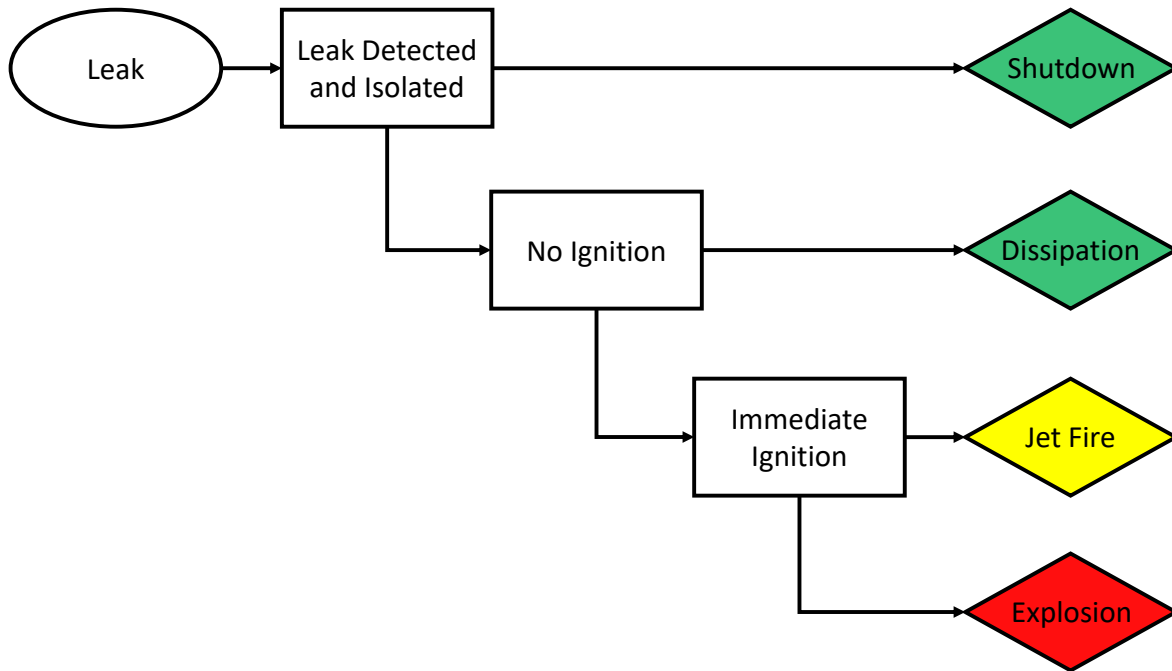 Leak
Leak Detected
and Isolated
Shutdown
No Ignition
Dissipation
Immediate
Ignition
Jet Fire
Explosion